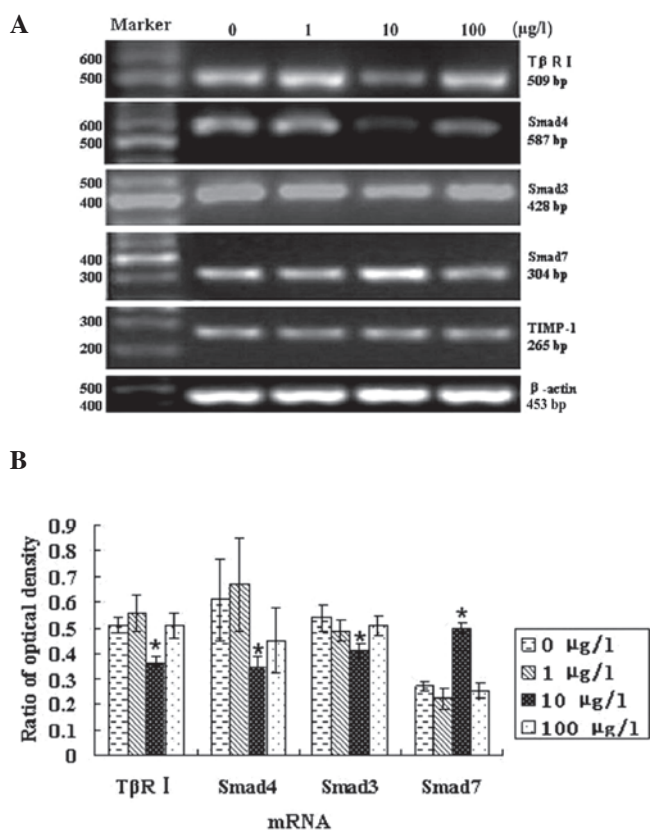 A
Marker 0 1 10 100 (µg/l)
600
500
TβR I
509 bp
600
500
Smad4
587 bp
500
400
Smad3
428 bp
400
300
Smad7
304 bp
300
200
TIMP-1
265 bp
500
400
β-actin
453 bp
B
Ratio of optical density
0.9
0.8
0.7
0.6
0.5
0.4
0.3
0.2
0.1
0
* * * *
TβR I Smad4 Smad3 Smad7
mRNA
0 µg/l
1 µg/l
10 µg/l
100 µg/l